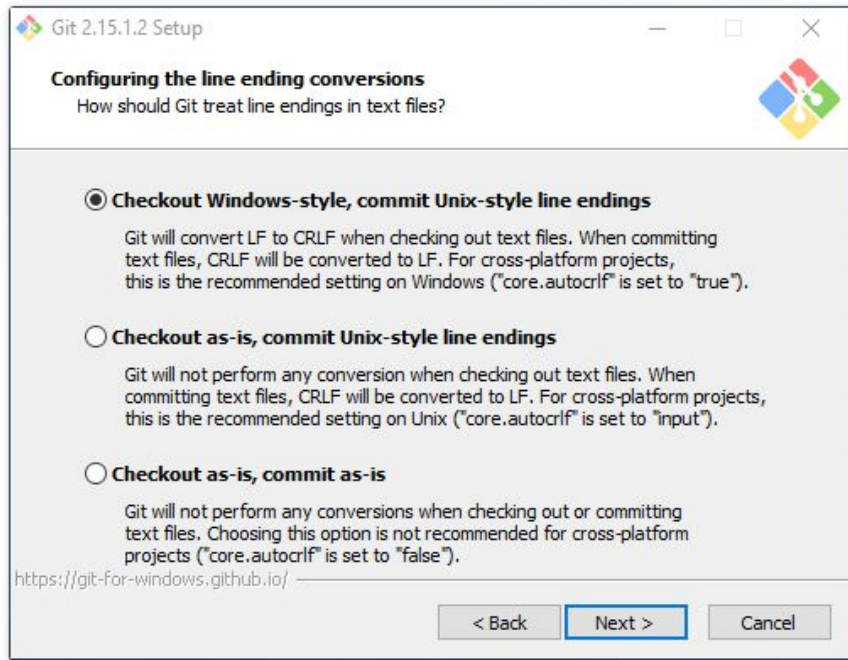 Git 2.15.1.2 Setup
Configuring the line ending conversions
How should Git treat line endings in text files?
Checkout Windows-style, commit Unix-style line endings
Git will convert LF to CRLF when checking out text files. When committing
text files, CRLF will be converted to LF. For cross-platform projects,
this is the recommended setting on Windows ("core.autocrlf" is set to "true").
Checkout as-is, commit Unix-style line endings
Git will not perform any conversion when checking out text files. When
committing text files, CRLF will be converted to LF. For cross-platform projects,
this is the recommended setting on Unix ("core.autocrlf" is set to "input").
Checkout as-is, commit as-is
Git will not perform any conversions when checking out or committing
text files. Choosing this option is not recommended for cross-platform
projects ("core.autocrlf" is set to "false").
https://git-for-windows.github.io/
< Back Next > Cancel